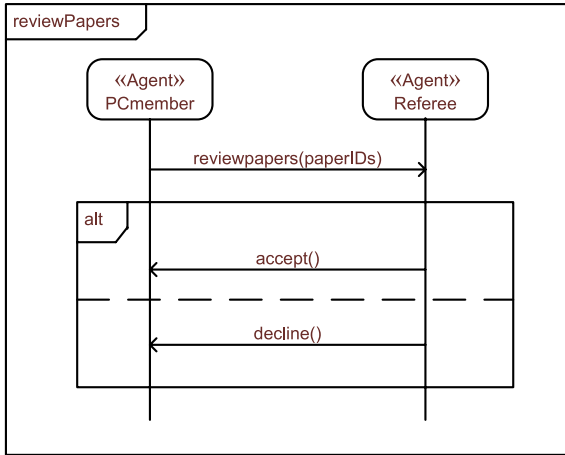 reviewPapers
«Agent»
PCmember
«Agent»
Referee
reviewpapers(paperIDs)
alt
accept()
decline()